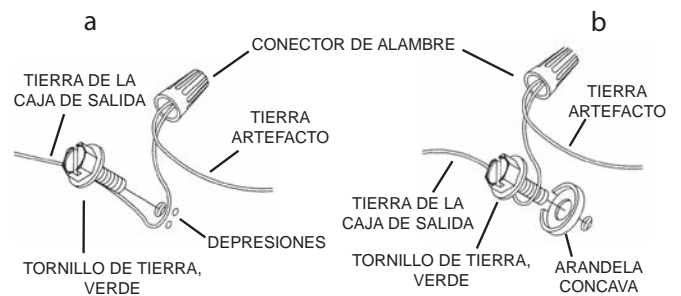 a
b
CONECTOR DE ALAMBRE
TIERRA DE LA
CAJA DE SALIDA
TIERRA
ARTEFACTO
DEPRESIONES
TORNILLO DE TIERRA,
VERDE
TIERRA
ARTEFACTO
TIERRA DE LA
CAJA DE SALIDA
TORNILLO DE TIERRA,
VERDE
ARANDELA
CONCAVA